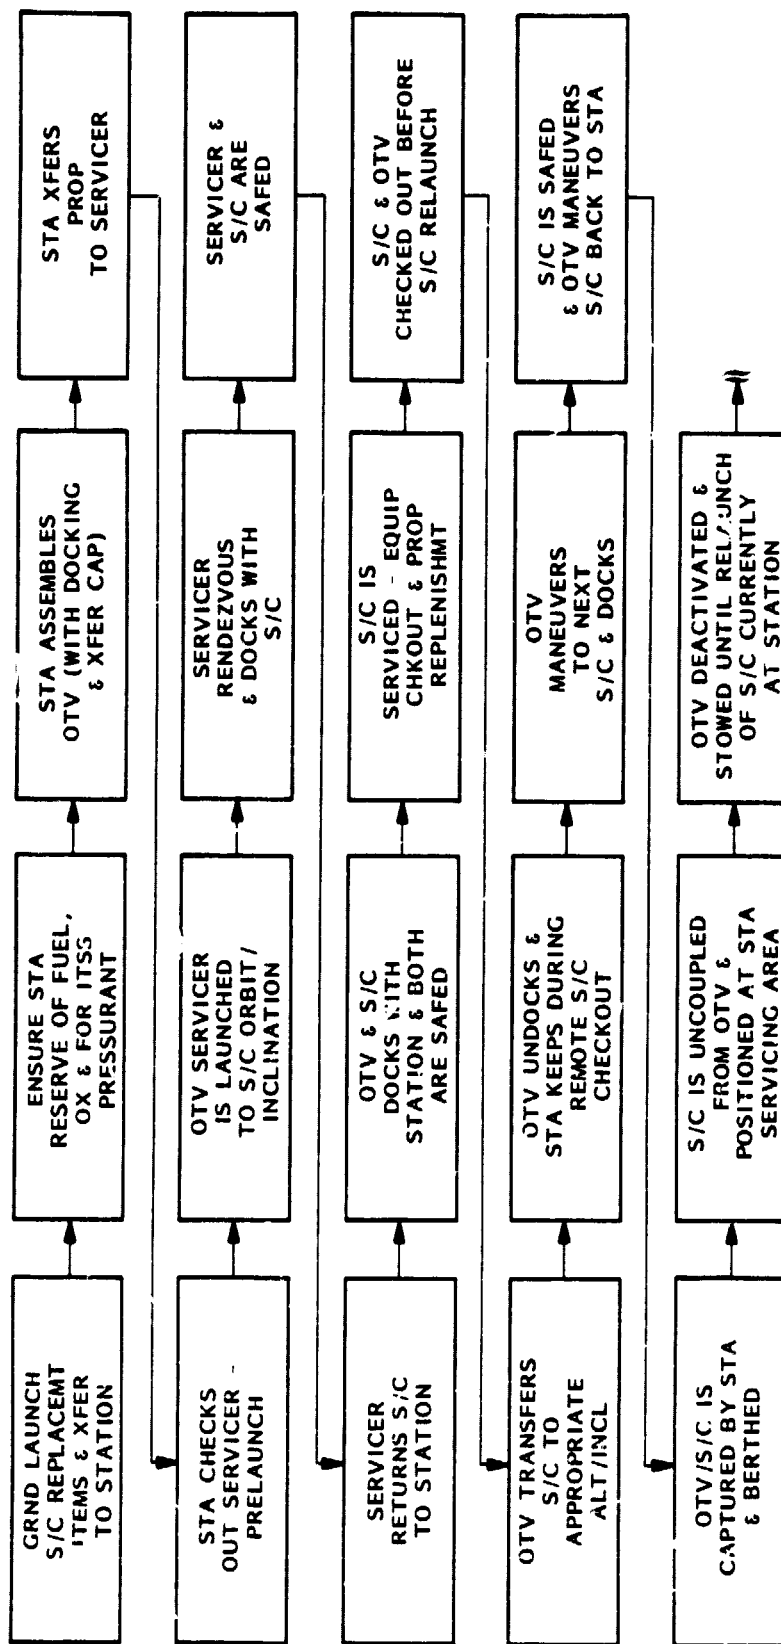 GRND LAUNCH
S/C REPLACEMT
ITEMS & XFER
TO STATION
ENSURE STA
RESERVE OF FUEL,
OX & FOR ITSS
PRESSURANT
STA ASSEMBLES
OTV (WITH DOCKING
& XFER CAP)
STA XFERS
PROP
TO SERVICER
STA CHECKS
OUT SERVICER -
PRELAUNCH
OTV SERVICER
IS LAUNCHED
TO S/C ORBIT/
INCLINATION
SERVICER
RENDEZVOUS
& DOCKS WITH
S/C
SERVICER &
S/C ARE
SAFED
SERVICER
RETURNS S/C
TO STATION
OTV & S/C
DOCKS WITH
STATION & BOTH
ARE SAFED
S/C IS
SERVICED - EQUIP
CHKOUT & PROP
REPLENISHMT
S/C & OTV
CHECKED OUT BEFORE
S/C RELAUNCH
OTV TRANSFERS
S/C TO
APPROPRIATE
ALT/INCL
OTV UNDOCKS &
STA KEEPS DURING
REMOTE S/C
CHECKOUT
OTV
MANEUVERS
TO NEXT
S/C & DOCKS
S/C IS SAFED
& OTV MANEUVERS
S/C BACK TO STA
OTV/S/C IS
CAPTURED BY STA
& BERTHED
S/C IS UNCOUPLED
FROM OTV &
POSITIONED AT STA
SERVICING AREA
OTV DEACTIVATED &
STOWED UNTIL RELAUNCH
OF S/C CURRENTLY
AT STATION